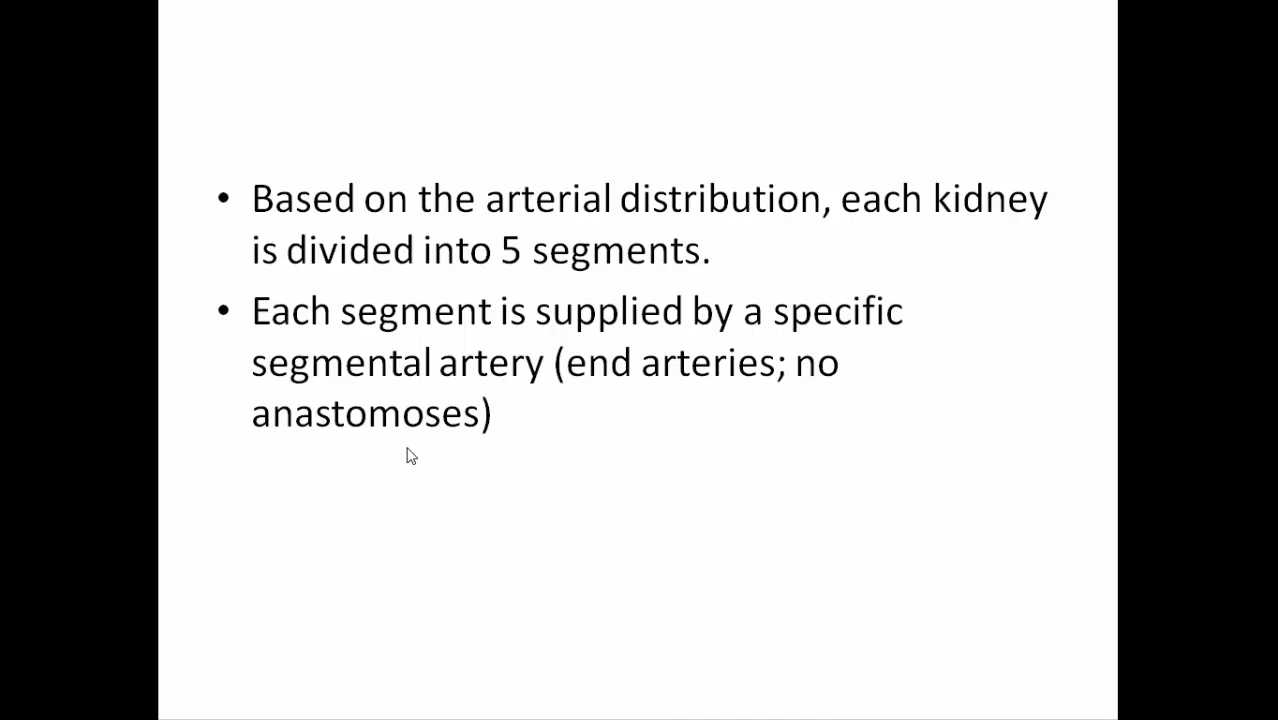 • Based on the arterial distribution, each kidney
is divided into 5 segments.
• Each segment is supplied by a specific
segmental artery (end arteries; no
anastomoses)